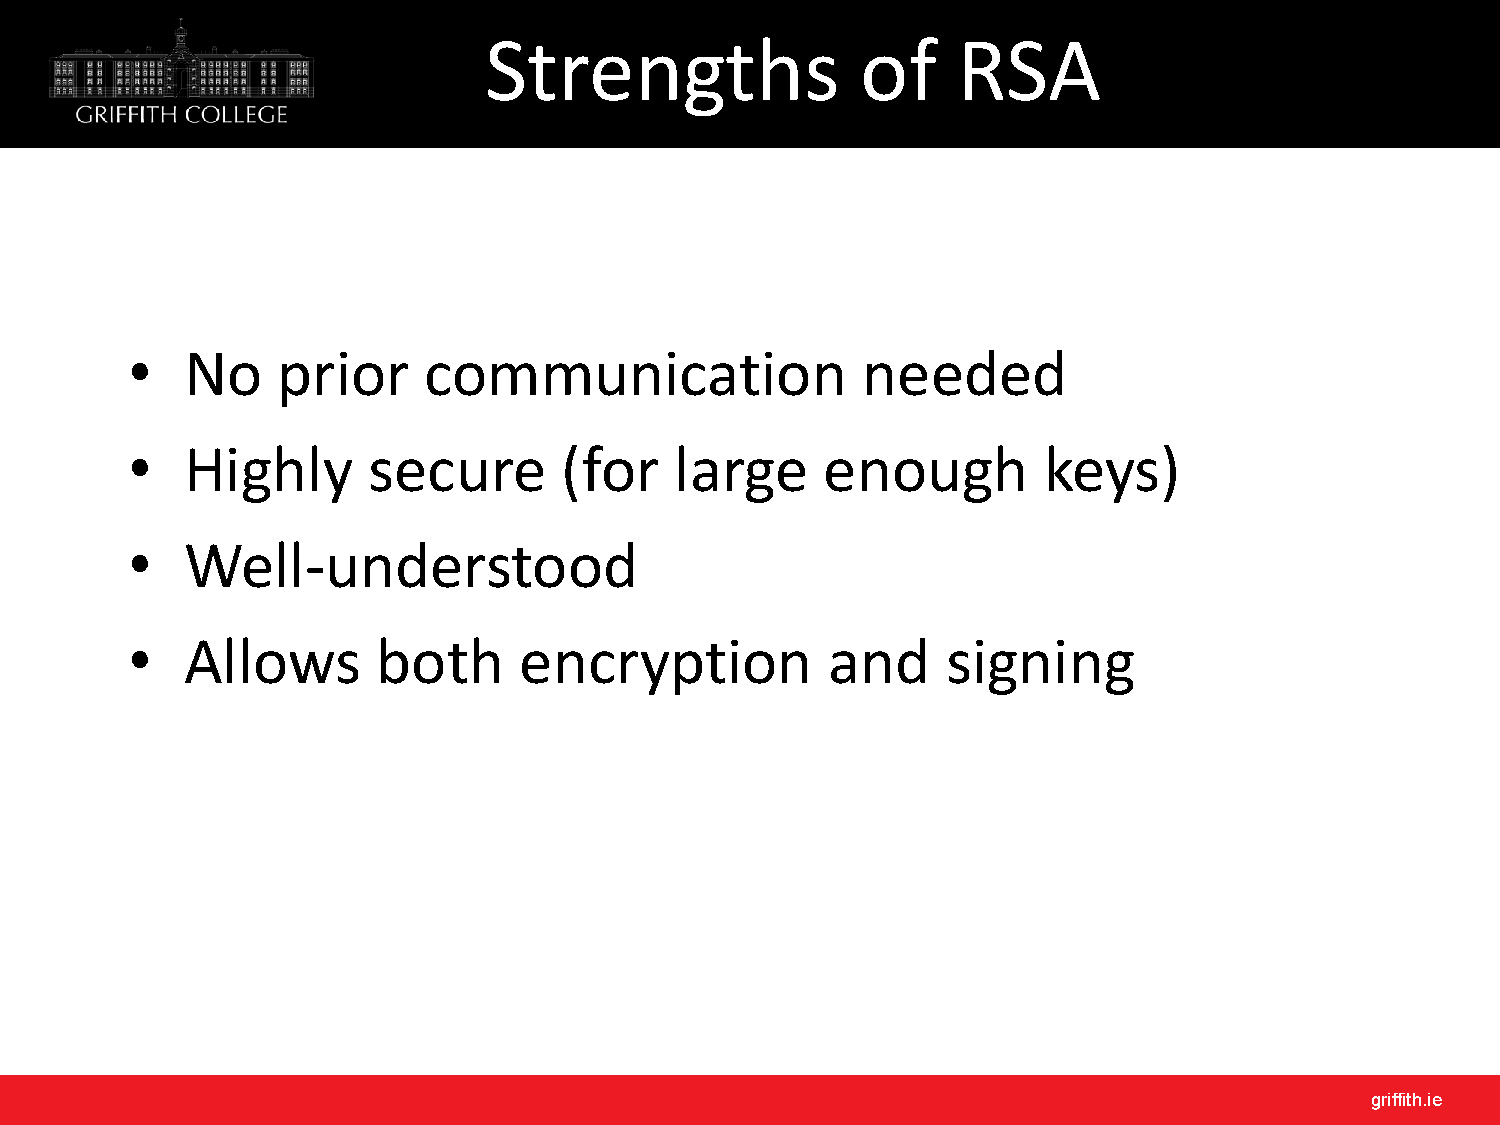 GRIFFITH COLLEGE
Strengths of RSA
• No prior communication needed
• Highly secure (for large enough keys)
• Well-understood
• Allows both encryption and signing
griffith.ie